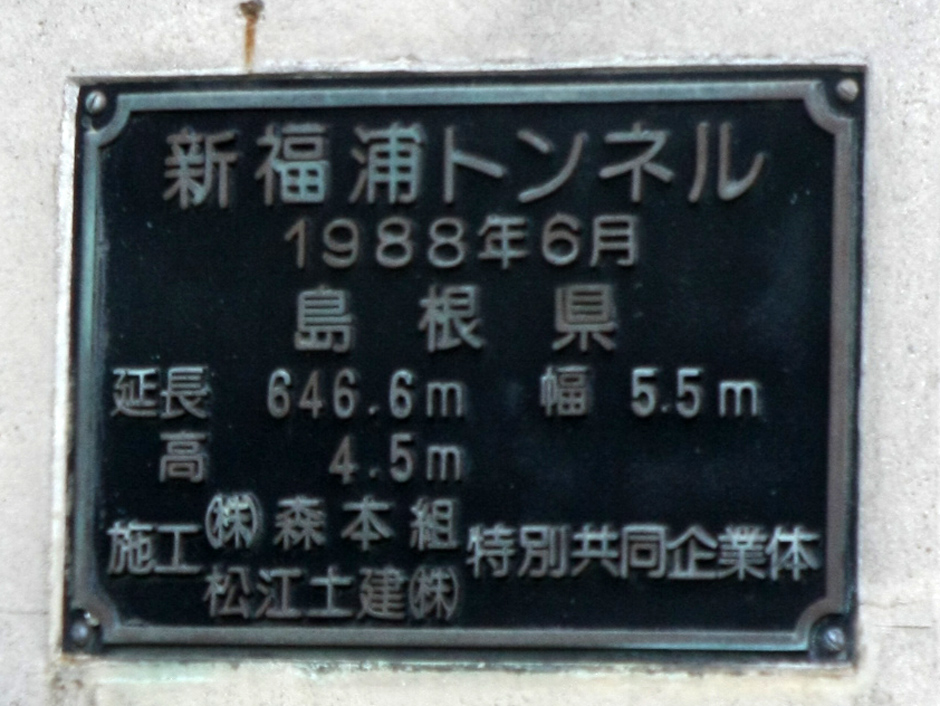 新福浦トンネル
1988年6月
島根県
延長 646.6m 幅 5.5m
高 4.5m
施工 ㈱森本組 特別共同企業体
松江土建㈱